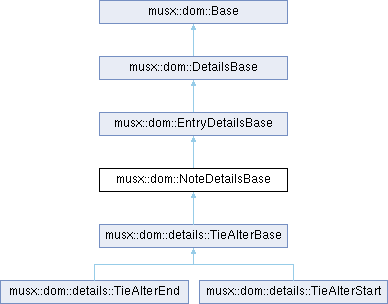 musx::dom::Base
musx::dom::DetailsBase
musx::dom::EntryDetailsBase
musx::dom::NoteDetailsBase
musx::dom::details::TieAlterBase
musx::dom::details::TieAlterEnd
musx::dom::details::TieAlterStart